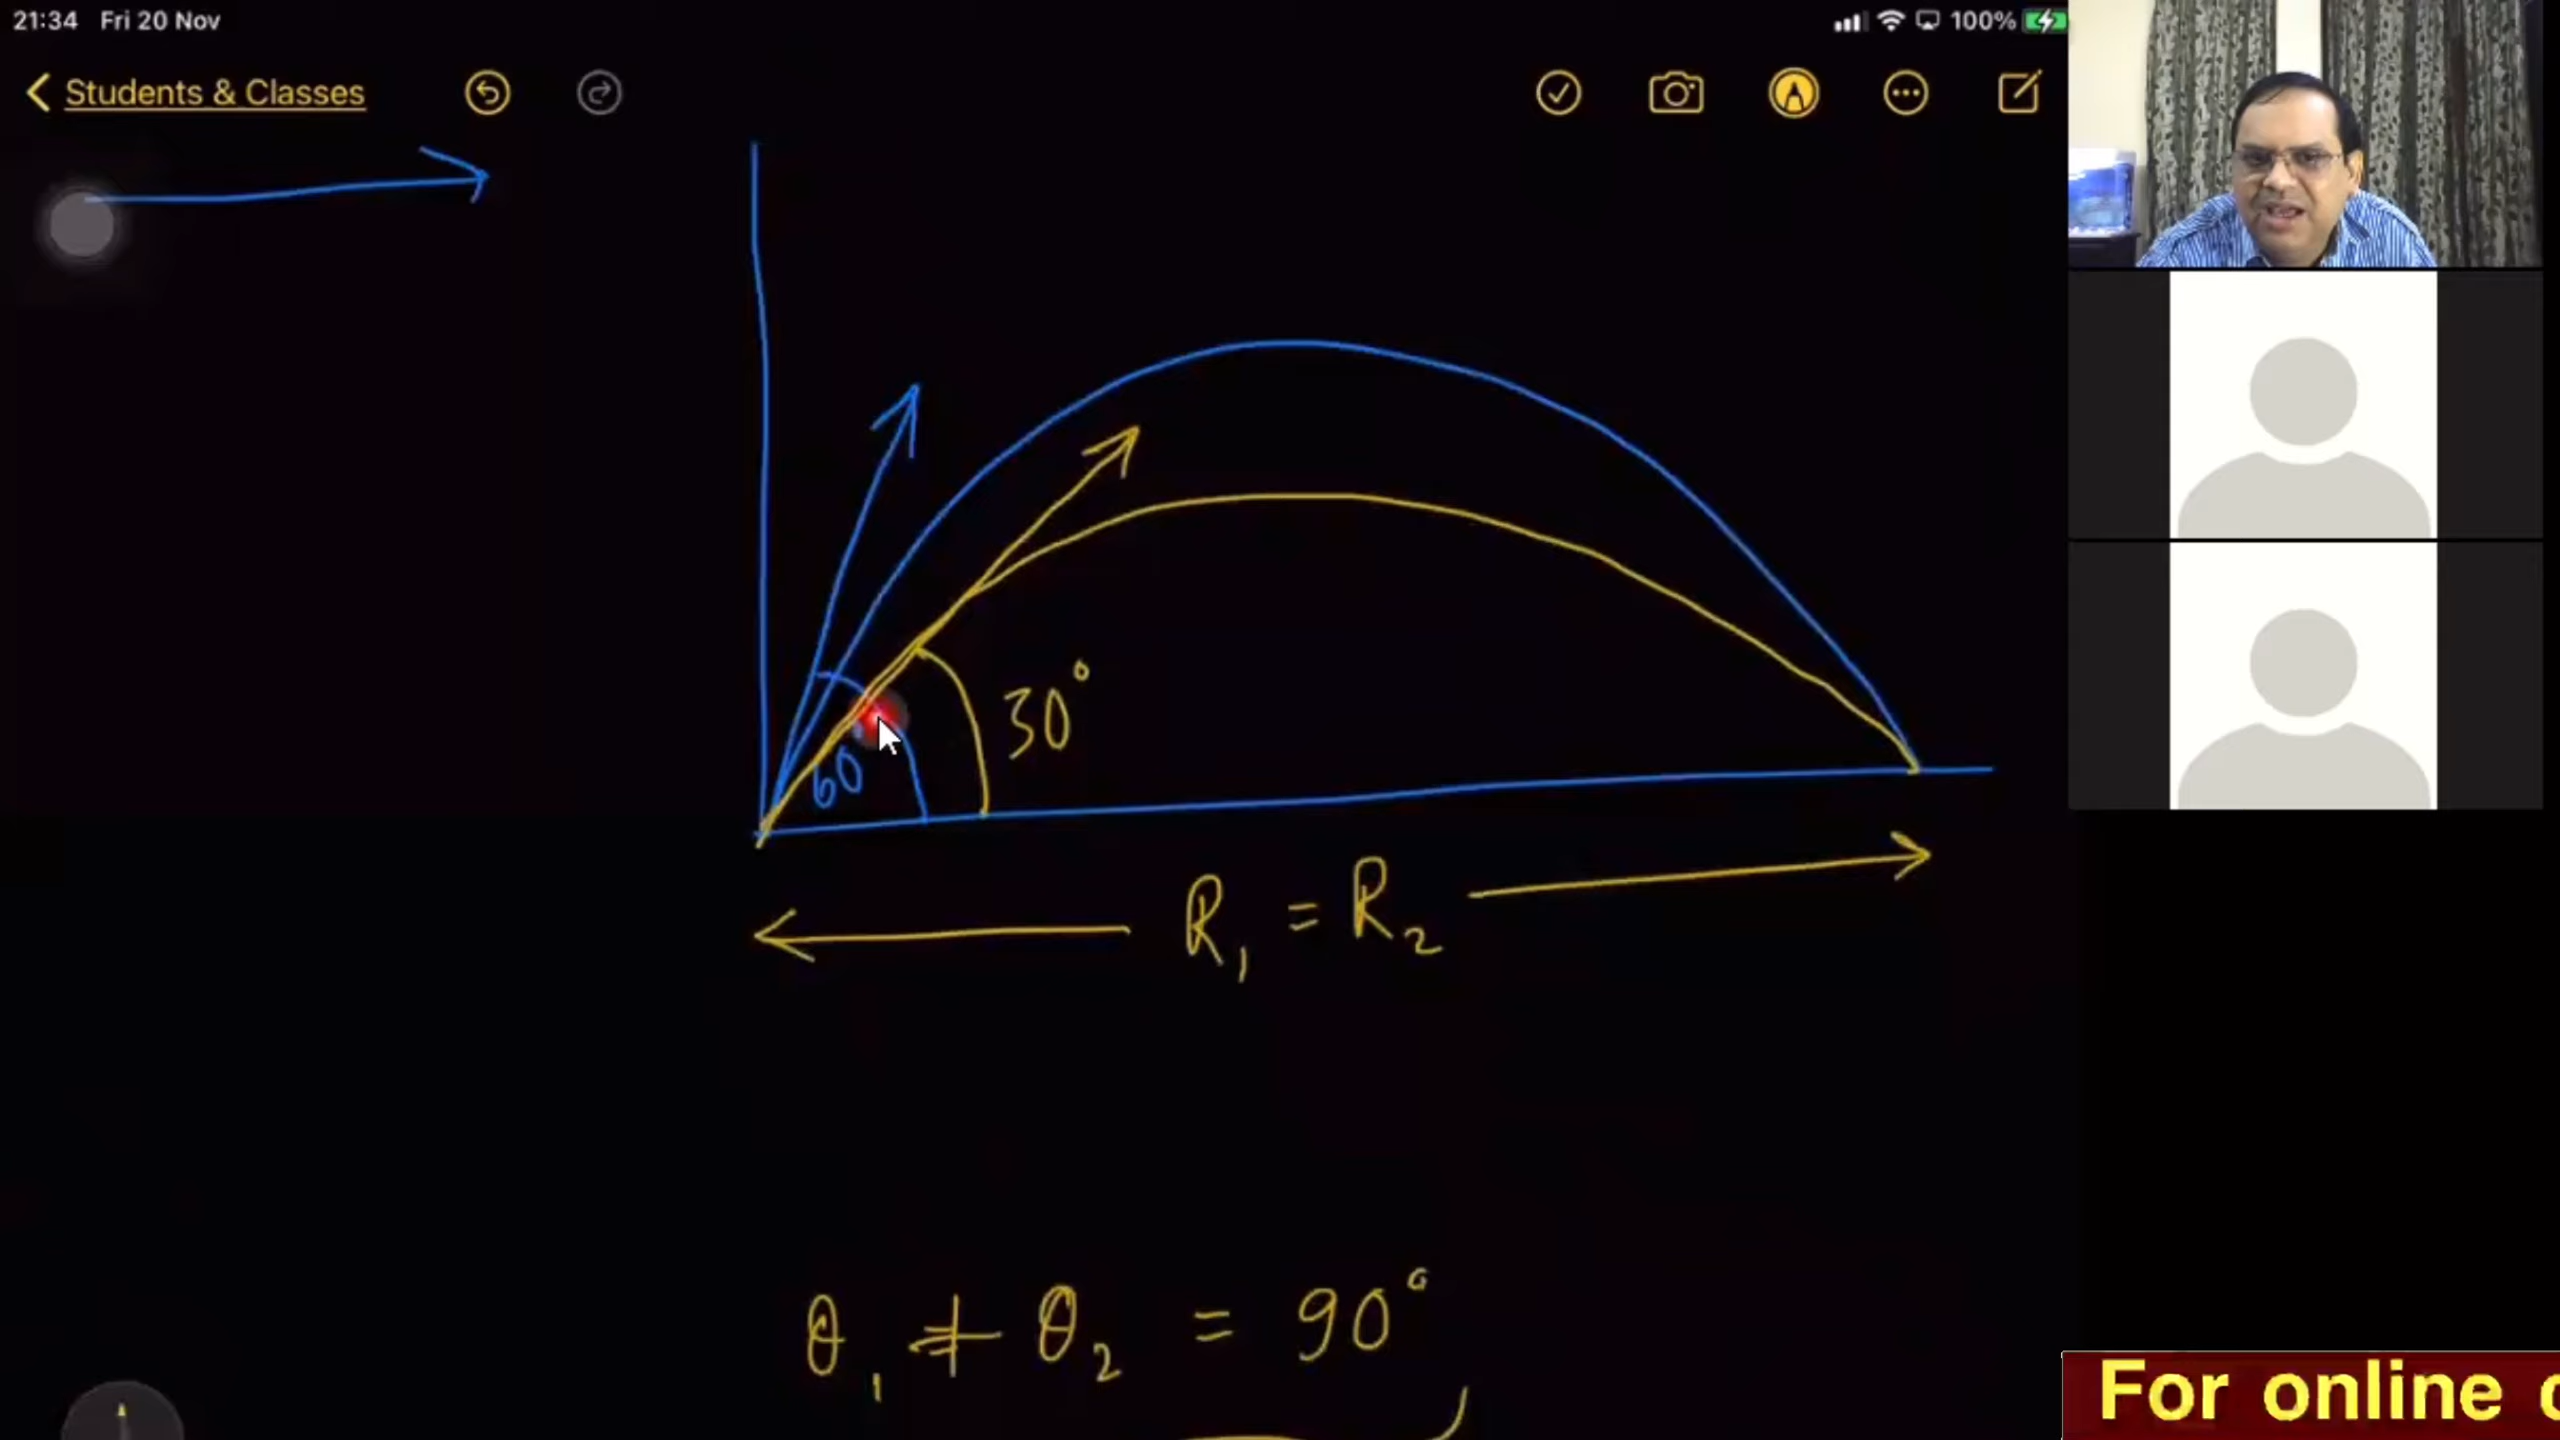 21:34 Fri 20 Nov
100%
Students & Classes
60°
30°
R₁ = R₂
θ₁ + θ₂ = 90°
For online